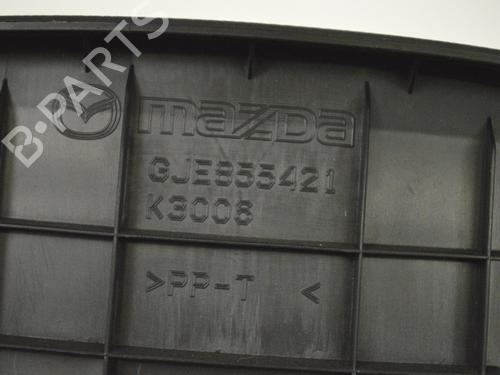 B-PARTS
mazda
GJE855421
K3008
>PP-T <